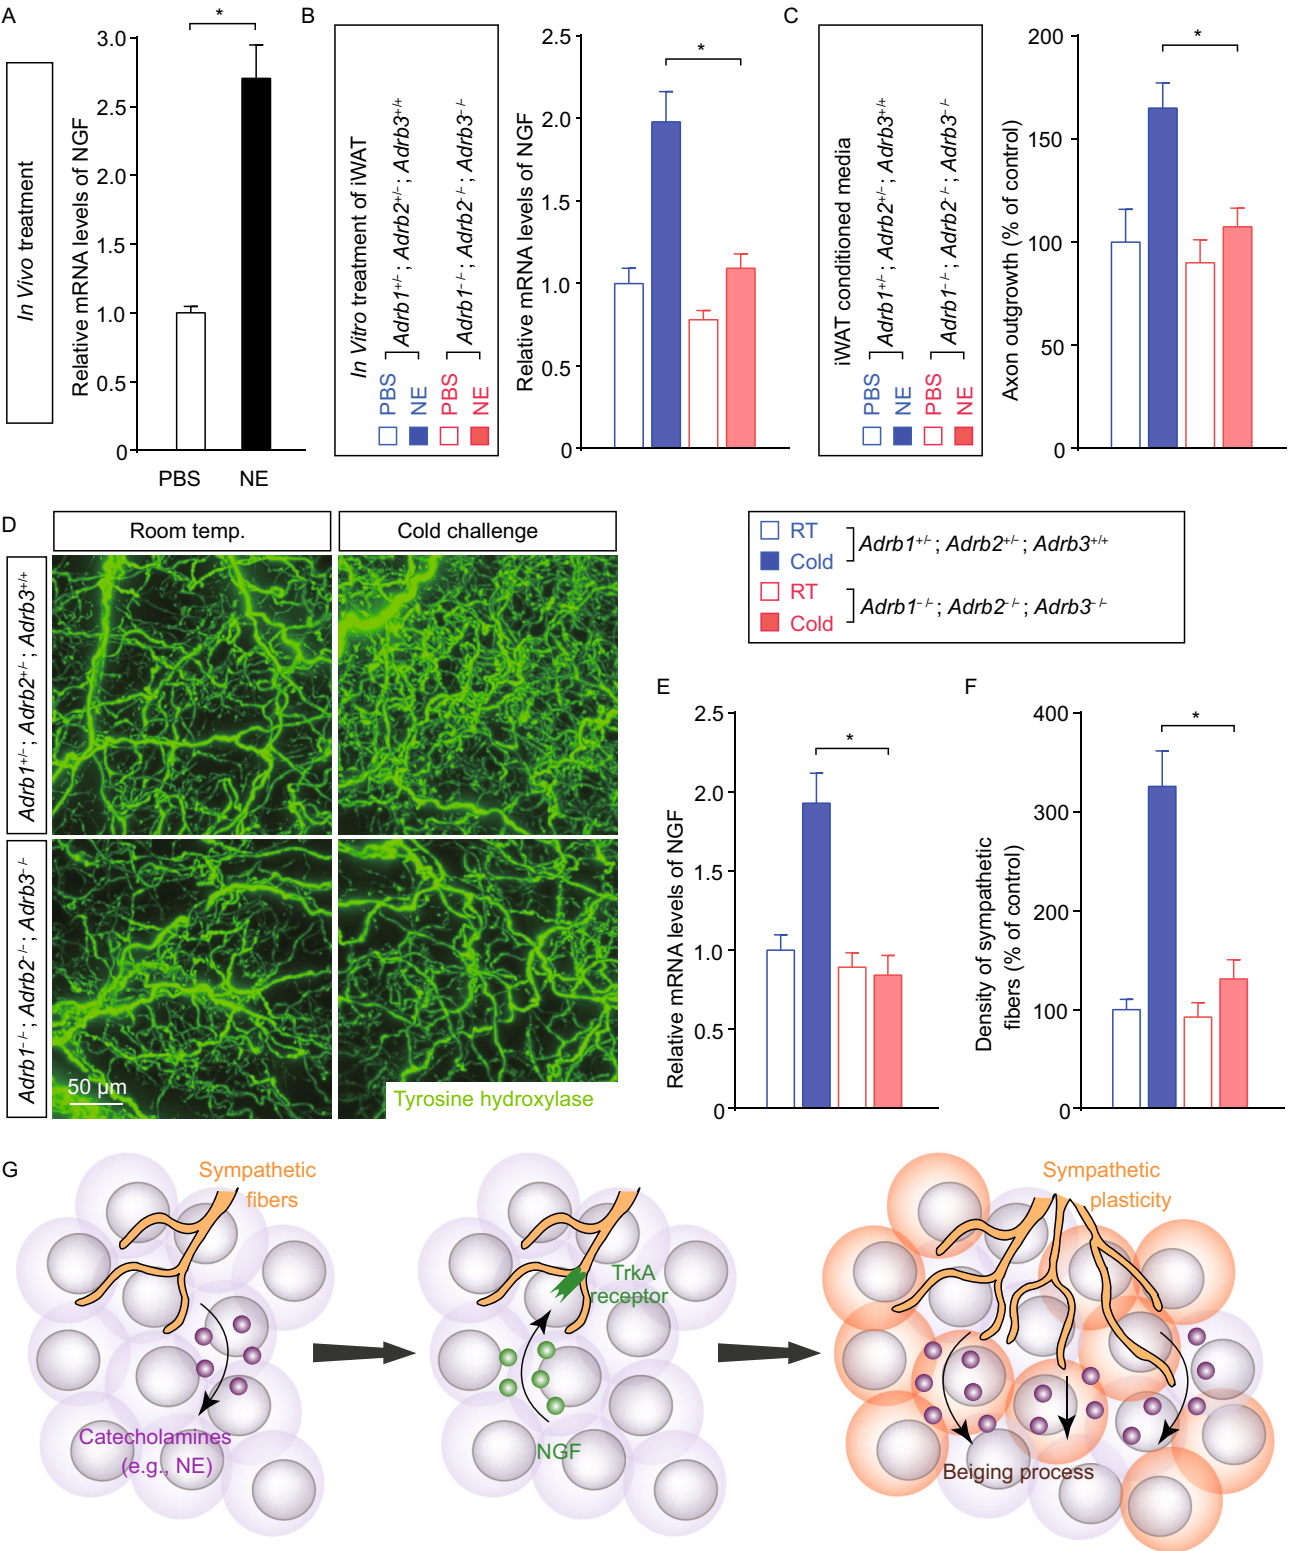 A
In Vivo treatment
Relative mRNA levels of NGF
3.0
2.5
2.0
1.5
1.0
0.5
0
*
PBS
NE
B
In Vitro treatment of iWAT
PBS
NE
Adrb1+/−; Adrb2+/−; Adrb3+/+
PBS
NE
Adrb1−/−; Adrb2−/−; Adrb3−/−
Relative mRNA levels of NGF
2.5
2.0
1.5
1.0
0.5
0
*
C
iWAT conditioned media
PBS
NE
Adrb1+/−; Adrb2+/−; Adrb3+/+
PBS
NE
Adrb1−/−; Adrb2−/−; Adrb3−/−
Axon outgrowth (% of control)
200
150
100
50
0
*
D
Room temp.
Cold challenge
Adrb1+/−; Adrb2+/−; Adrb3+/+
Adrb1−/−; Adrb2−/−; Adrb3−/−
50 µm
Tyrosine hydroxylase
RT
Cold
Adrb1+/−; Adrb2+/−; Adrb3+/+
RT
Cold
Adrb1−/−; Adrb2−/−; Adrb3−/−
E
Relative mRNA levels of NGF
2.5
2.0
1.5
1.0
0.5
0
*
F
Density of sympathetic
fibers (% of control)
400
300
200
100
0
*
G
Sympathetic
fibers
Catecholamines
(e.g., NE)
TrkA
receptor
NGF
Sympathetic
plasticity
Beiging process